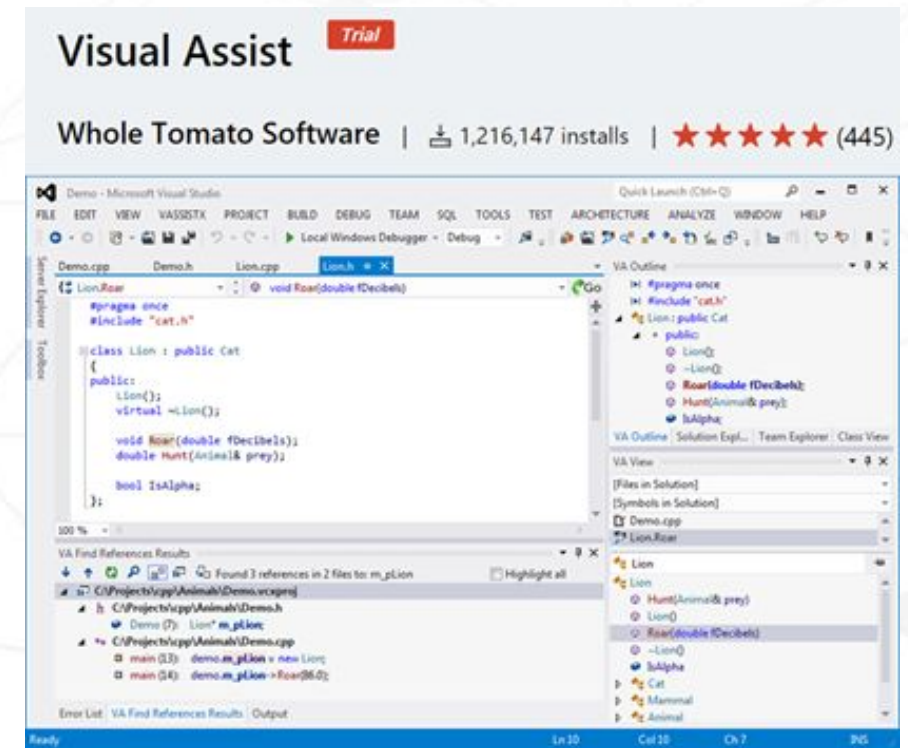 Visual Assist Trial
Whole Tomato Software | 1,216,147 installs | ★★★★★ (445)
Demo - Microsoft Visual Studio
Quick Launch (Ctrl+Q)
FILE EDIT VIEW VASSISTX PROJECT BUILD DEBUG TEAM SQL TOOLS TEST ARCHITECTURE ANALYZE WINDOW HELP
Local Windows Debugger Debug
Server Explorer
Toolbox
Demo.cpp Demo.h Lion.cpp Lion.h
Lion.Roar void Roar(double fDecibels) Go
#pragma once
#include "cat.h"
class Lion : public Cat
{
public:
Lion();
virtual ~Lion();
void Roar(double fDecibels);
double Hunt(Animal& prey);
bool IsAlpha;
};
100 %
VA Find References Results
Found 3 references in 2 files to: m_pLion Highlight all
C:\Projects\cpp\Animals\Demo.vcxproj
C:\Projects\cpp\Animals\Demo.h
Demo (7): Lion* m_pLion;
C:\Projects\cpp\Animals\Demo.cpp
main (13): demo.m_pLion = new Lion;
main (14): demo.m_pLion->Roar(86.0);
Error List VA Find References Results Output
VA Outline
#pragma once
#include "cat.h"
Lion : public Cat
public:
Lion();
~Lion();
Roar(double fDecibels);
Hunt(Animal& prey);
IsAlpha;
VA Outline Solution Expl... Team Explorer Class View
VA View
[Files in Solution]
[Symbols in Solution]
Demo.cpp
Lion.Roar
Lion
Lion
Hunt(Animal& prey)
Lion()
Roar(double fDecibels)
~Lion()
IsAlpha
Cat
Mammal
Animal
Ready Ln 10 Col 10 Ch 7 INS